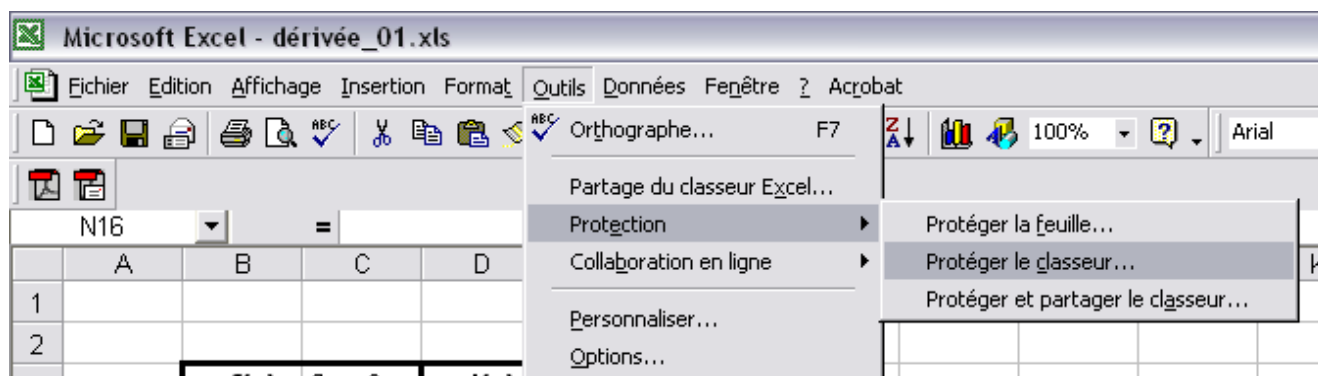 Microsoft Excel - dérivée_01.xls
Fichier Edition Affichage Insertion Format Outils Données Fenêtre ? Acrobat
ABC Orthographe... F7 100% Arial
Partage du classeur Excel...
N16 = Protection Protéger la feuille...
A B C D Collaboration en ligne Protéger le classeur...
1 Protéger et partager le classeur...
Personnaliser...
2
Options...